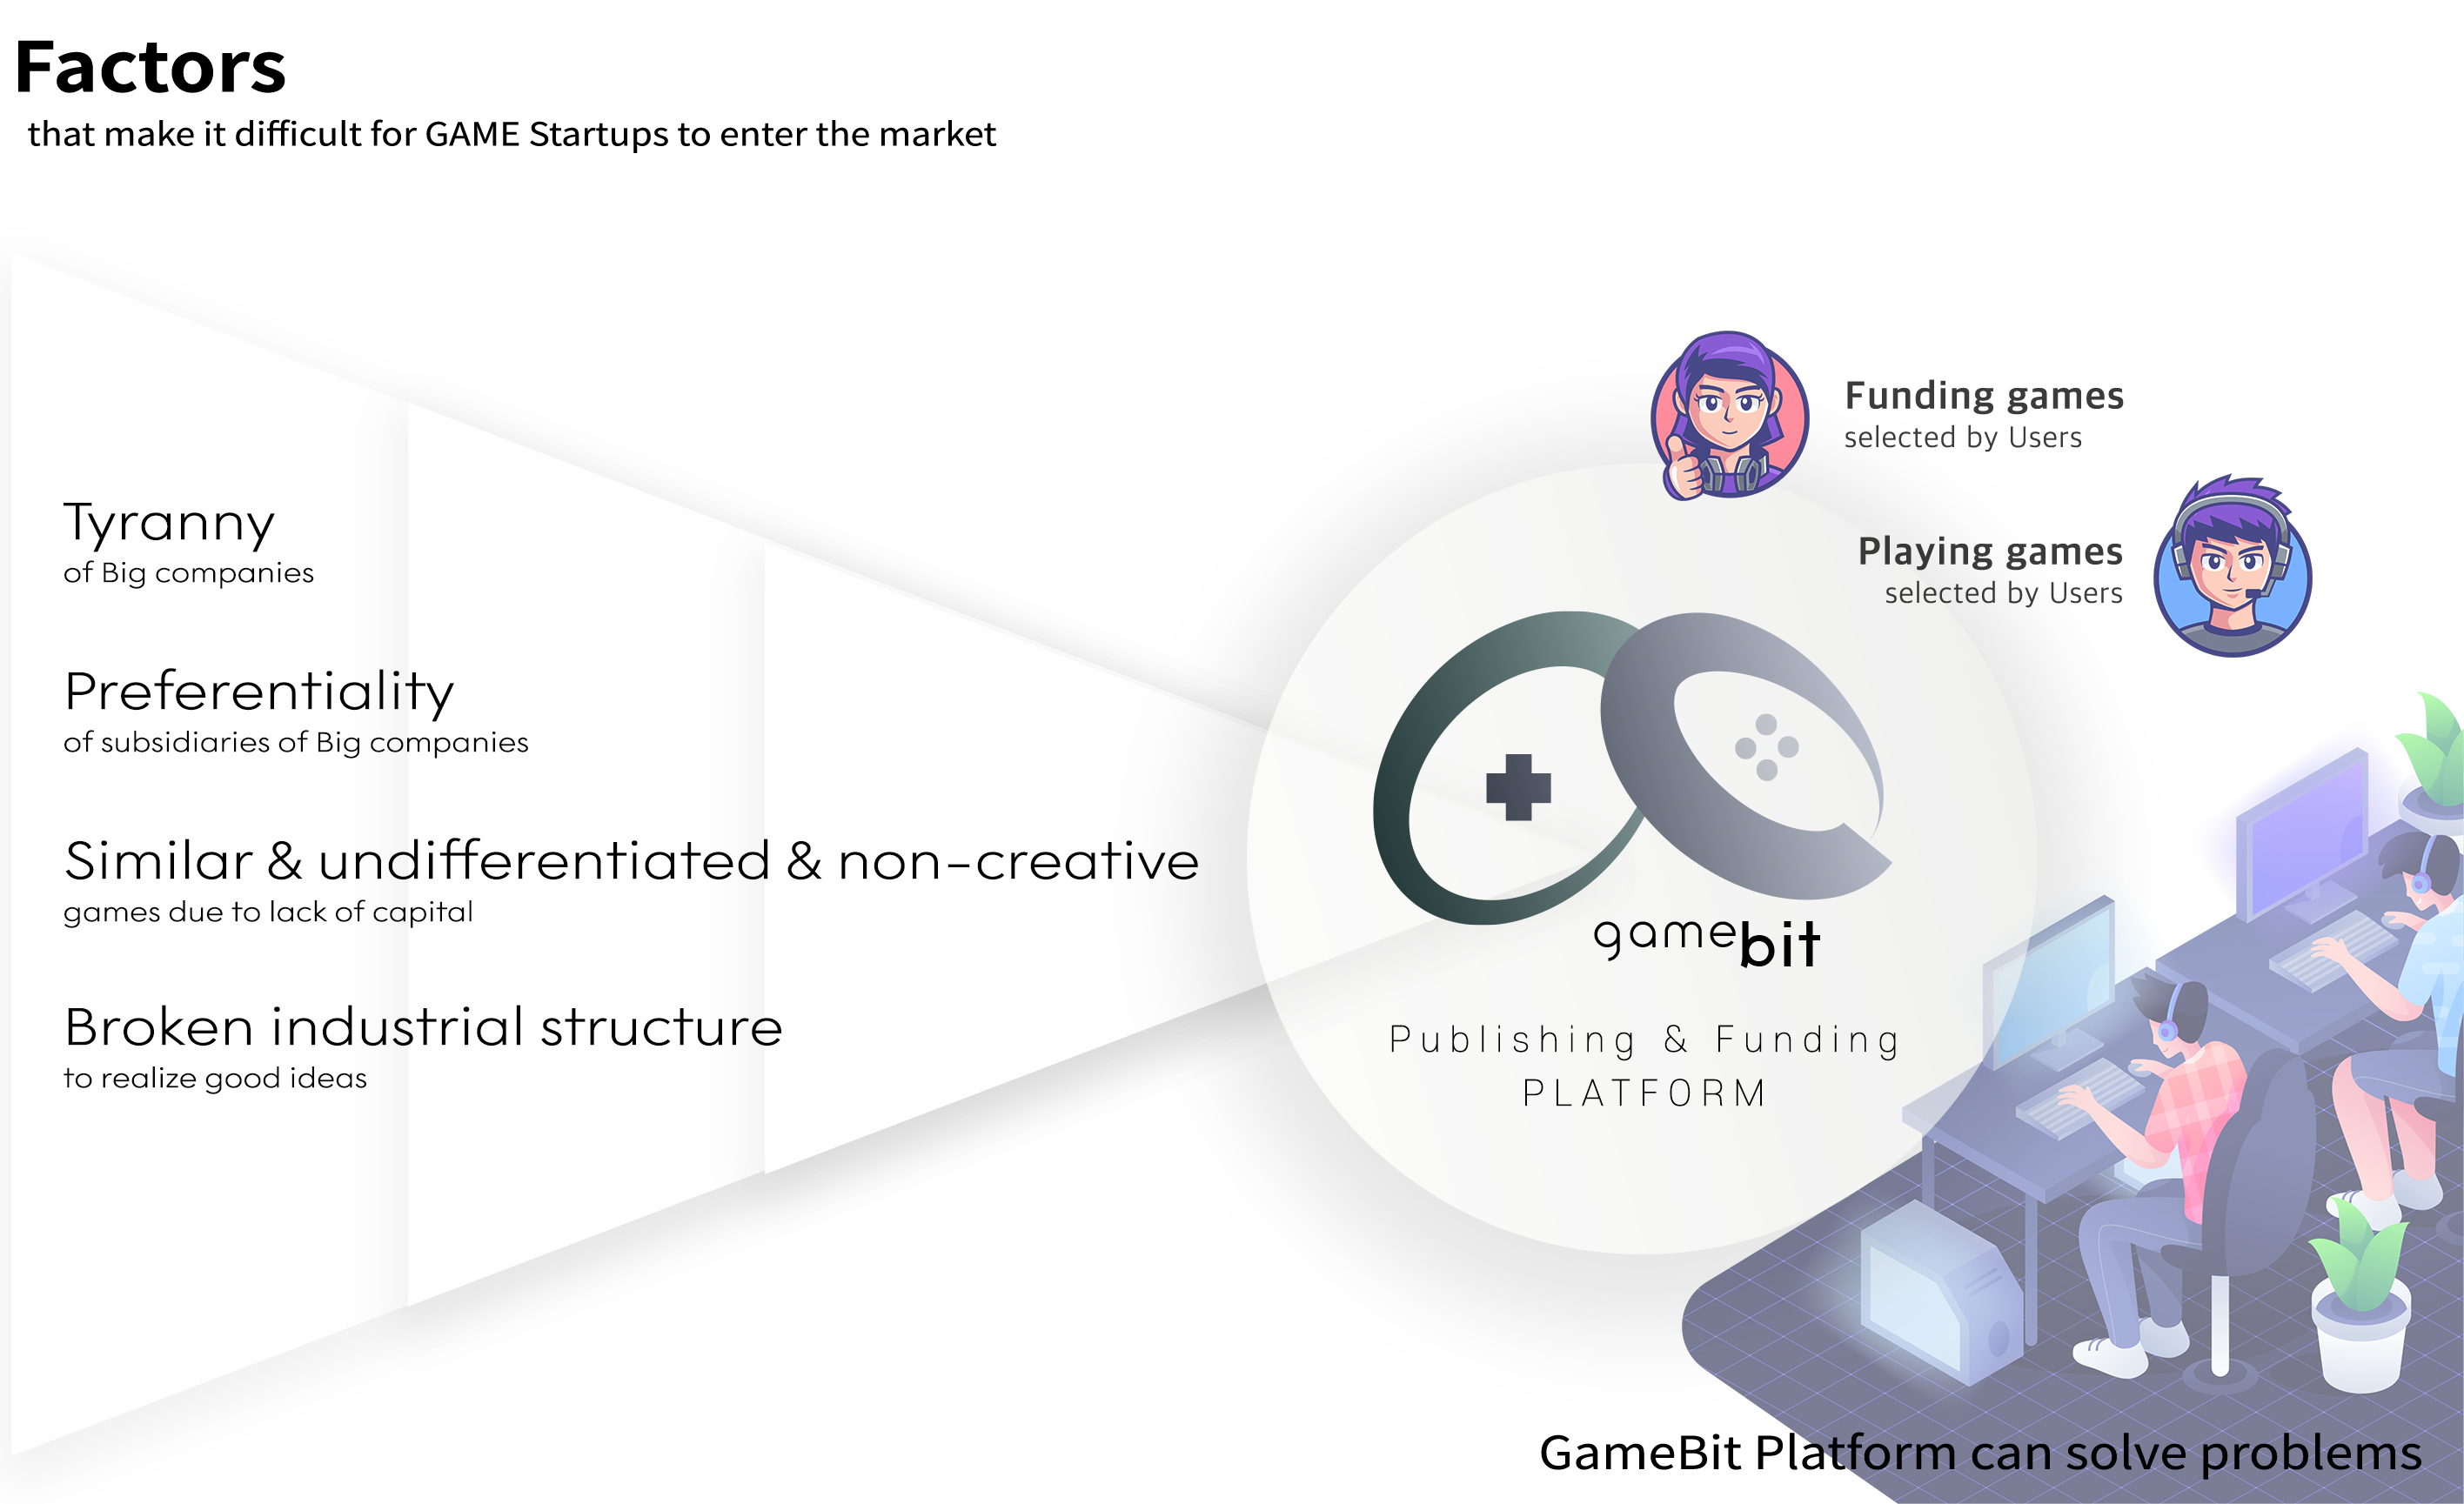 Factors
that make it difficult for GAME Startups to enter the market
Tyranny
of Big companies
Preferentiality
of subsidiaries of Big companies
Similar & undifferentiated & non-creative
games due to lack of capital
Broken industrial structure
to realize good ideas
Funding games
selected by Users
Playing games
selected by Users
gamebit
Publishing & Funding
PLATFORM
GameBit Platform can solve problems